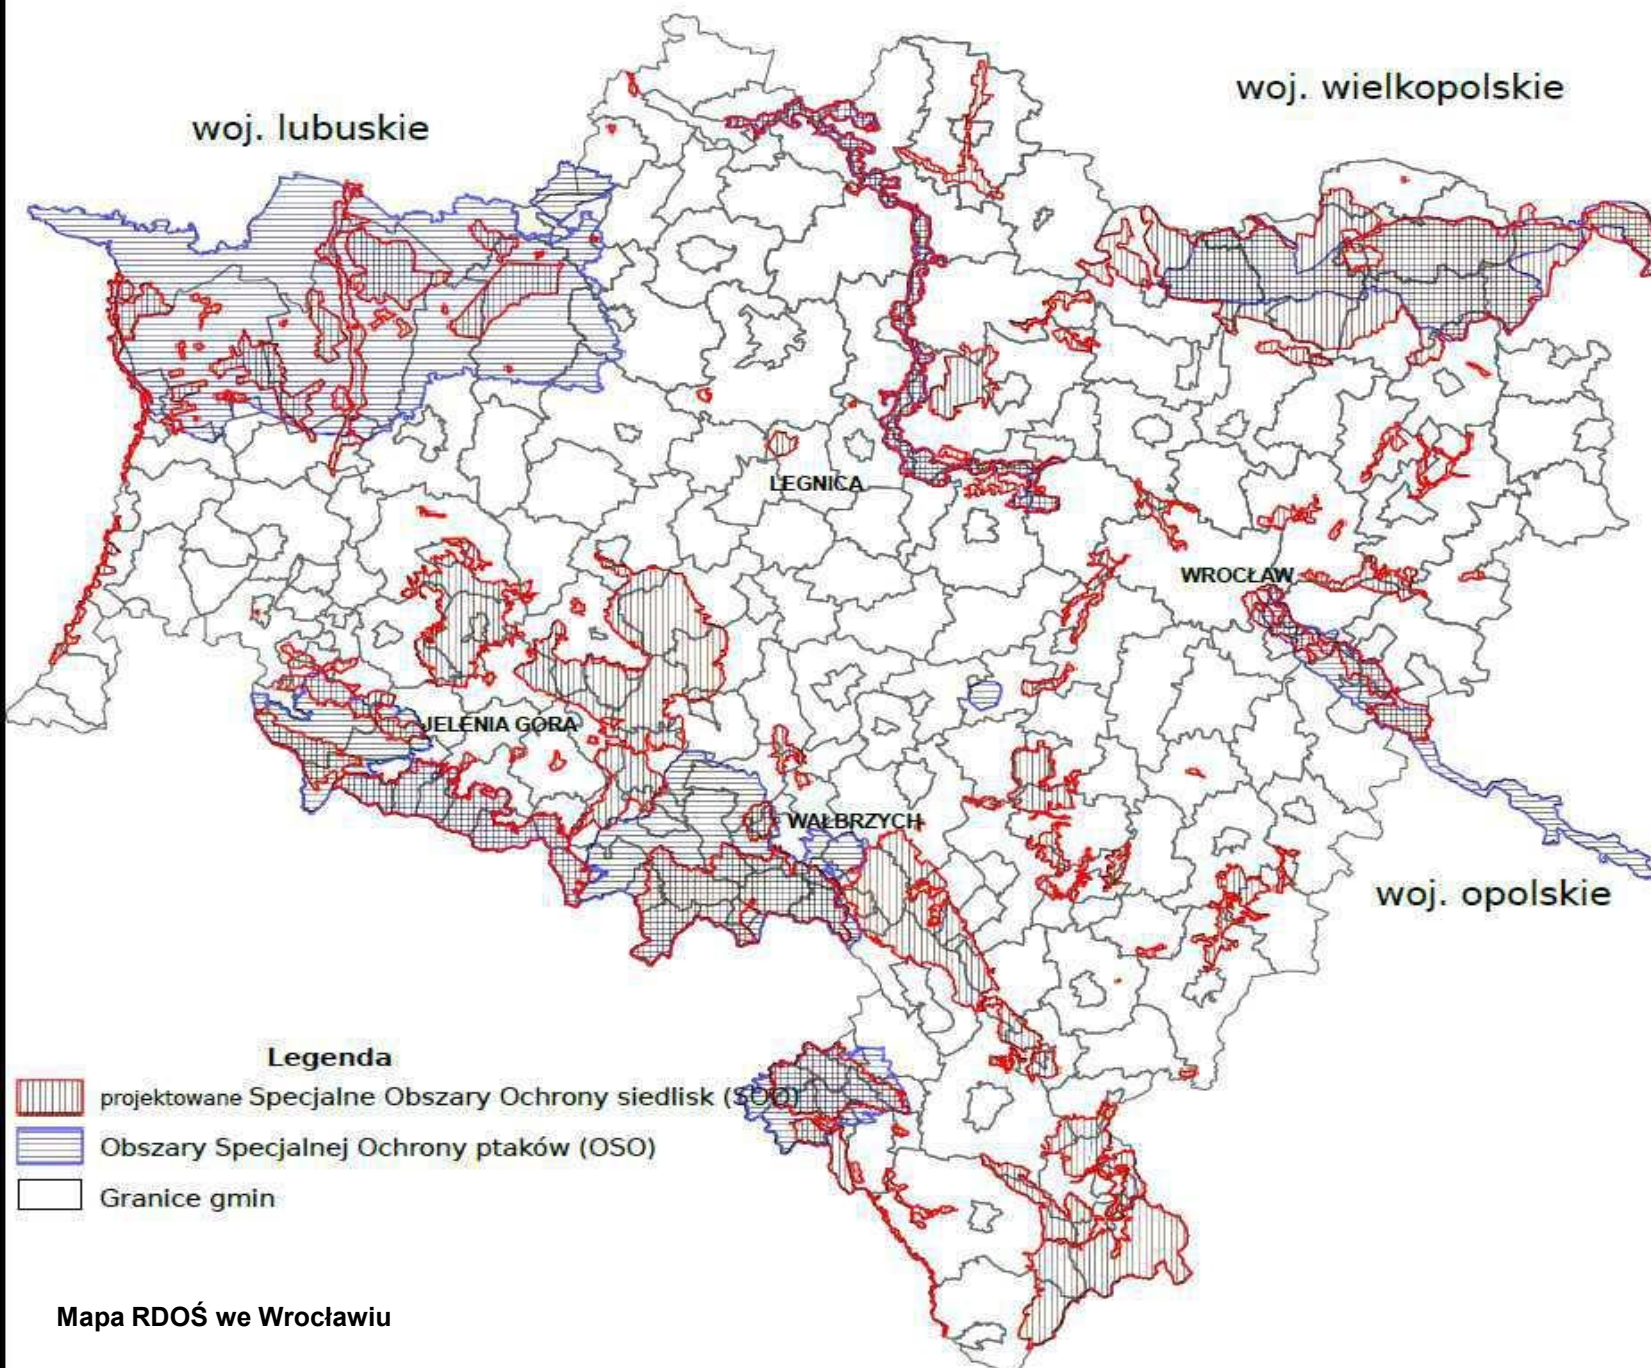 woj. wielkopolskie
woj. lubuskie
LEGNICA
WROCŁAW
JELENIA GÓRA
WAŁBRZYCH
woj. opolskie
Legenda
projektowane Specjalne Obszary Ochrony siedlisk (SOO)
Obszary Specjalnej Ochrony ptaków (OSO)
Granice gmin
Mapa RDOŚ we Wrocławiu